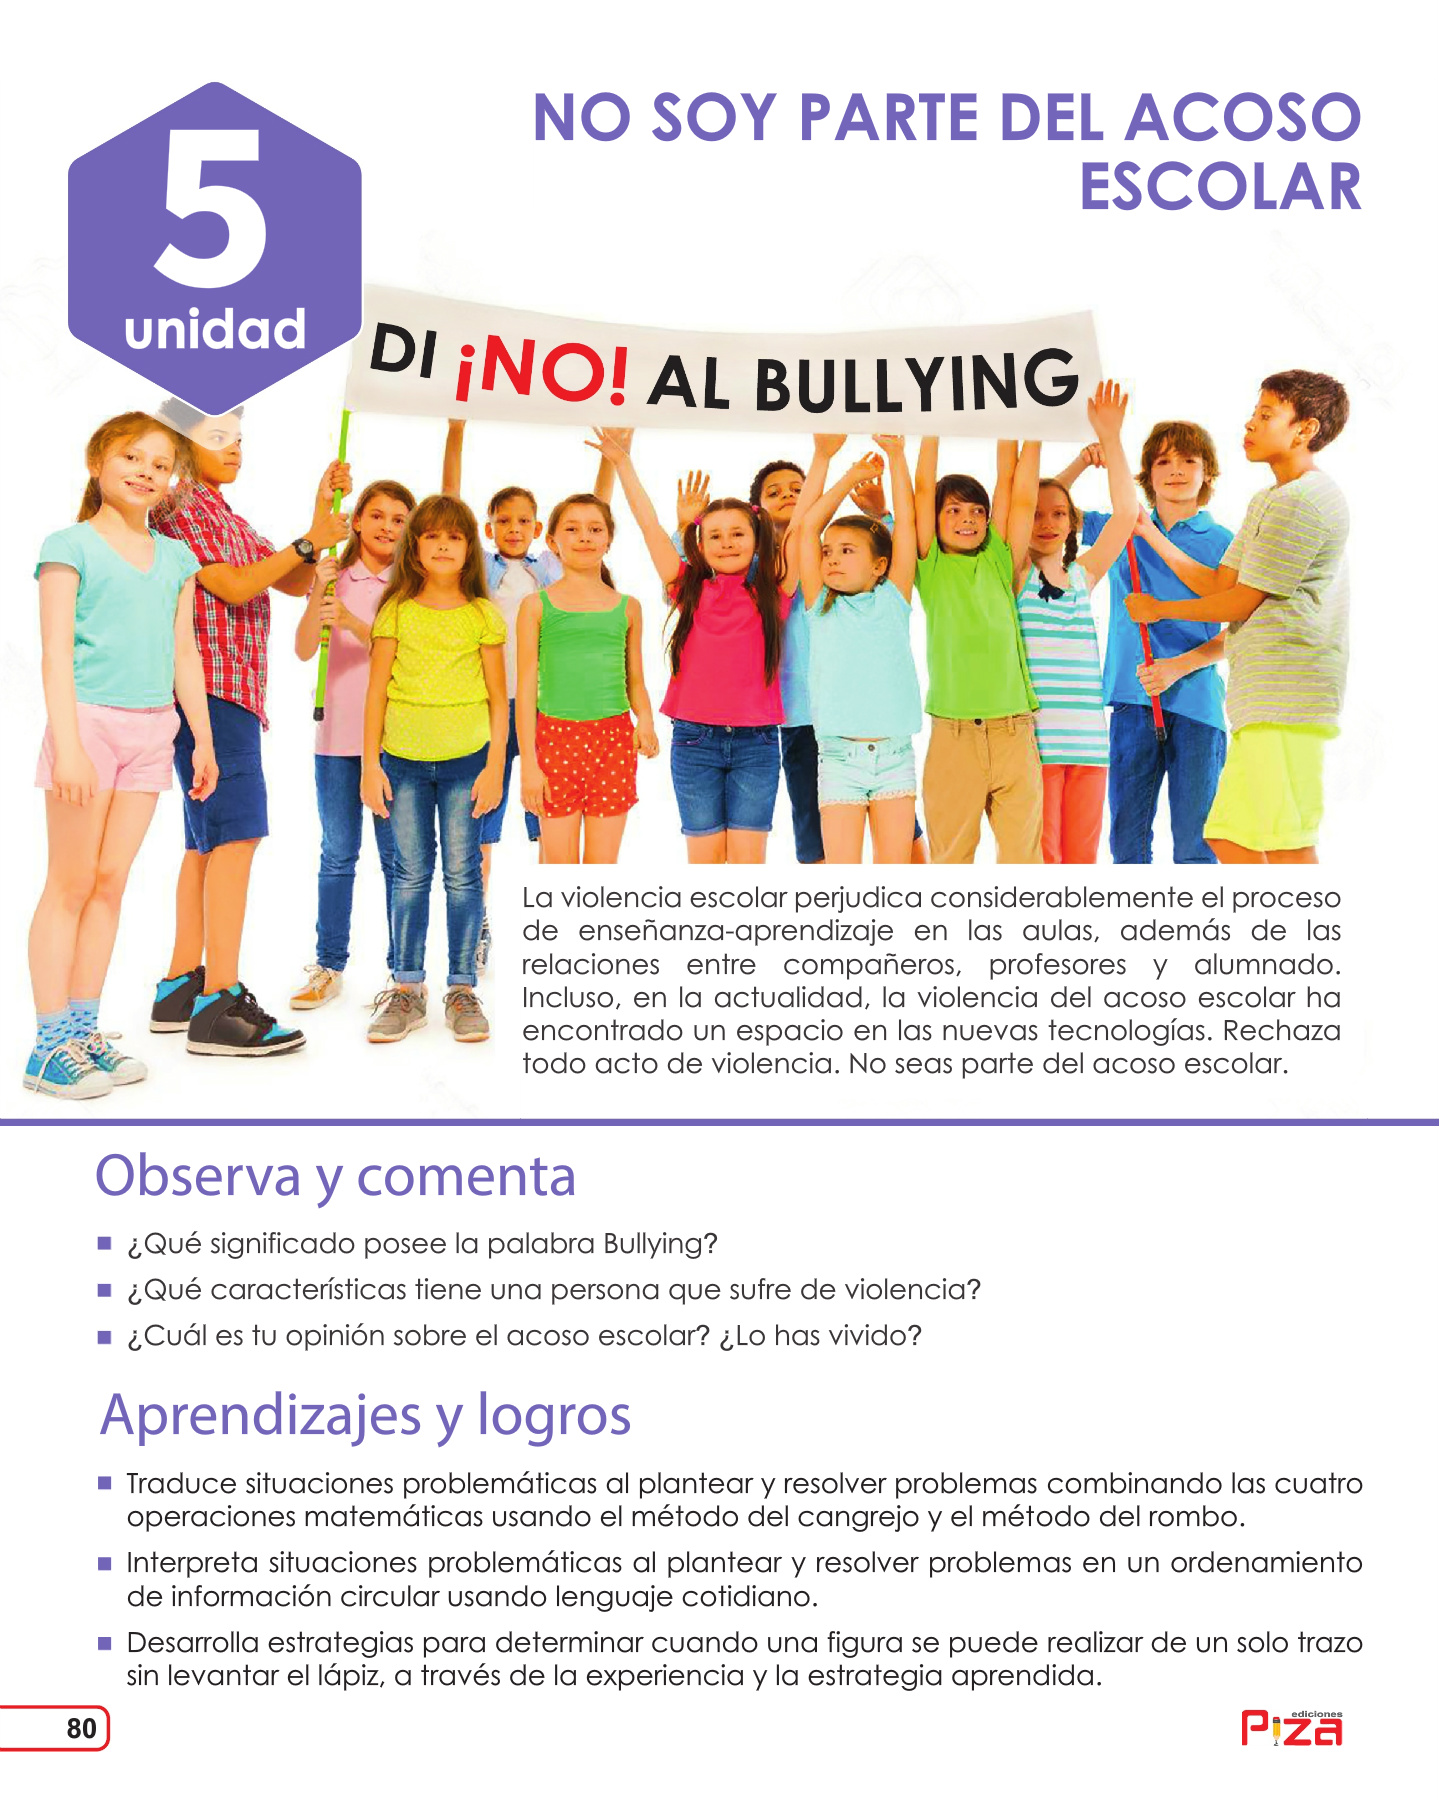 5
unidad
NO SOY PARTE DEL ACOSO
ESCOLAR
DI ¡NO! AL BULLYING
La violencia escolar perjudica considerablemente el proceso
de enseñanza-aprendizaje en las aulas, además de las
relaciones entre compañeros, profesores y alumnado.
Incluso, en la actualidad, la violencia del acoso escolar ha
encontrado un espacio en las nuevas tecnologías. Rechaza
todo acto de violencia. No seas parte del acoso escolar.
Observa y comenta
¿Qué significado posee la palabra Bullying?
¿Qué características tiene una persona que sufre de violencia?
¿Cuál es tu opinión sobre el acoso escolar? ¿Lo has vivido?
Aprendizajes y logros
Traduce situaciones problemáticas al plantear y resolver problemas combinando las cuatro
operaciones matemáticas usando el método del cangrejo y el método del rombo.
Interpreta situaciones problemáticas al plantear y resolver problemas en un ordenamiento
de información circular usando lenguaje cotidiano.
Desarrolla estrategias para determinar cuando una figura se puede realizar de un solo trazo
sin levantar el lápiz, a través de la experiencia y la estrategia aprendida.
80
ediciones
Piza